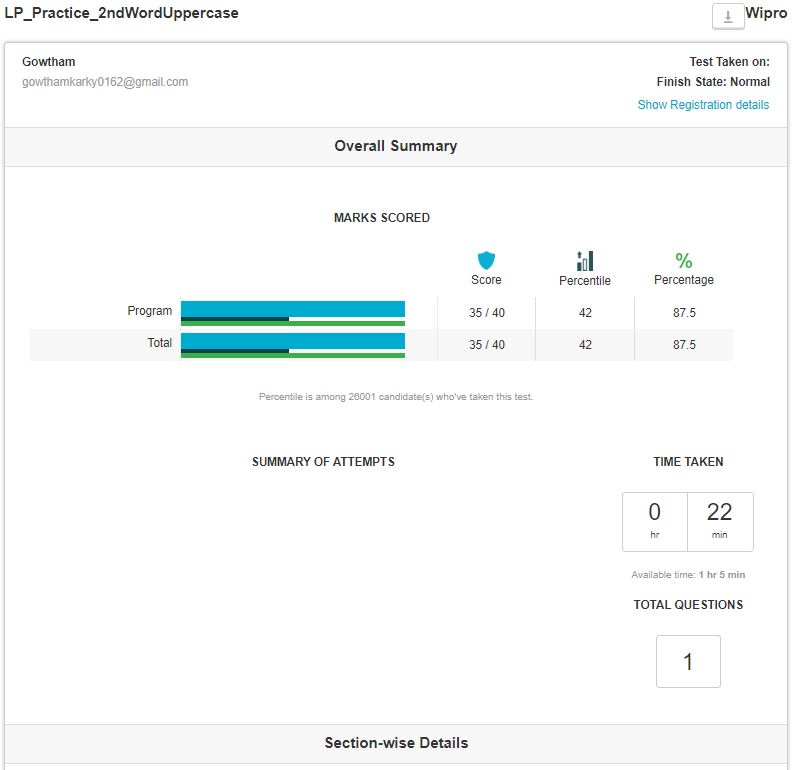 LP_Practice_2ndWordUppercase
Wipro
Gowtham
gowthamkarky0162@gmail.com
Test Taken on:
Finish State: Normal
Show Registration details
Overall Summary
MARKS SCORED
Score
Percentile
%
Percentage
Program
35 / 40
42
87.5
Total
35 / 40
42
87.5
Percentile is among 26001 candidate(s) who've taken this test.
SUMMARY OF ATTEMPTS
TIME TAKEN
0
hr
22
min
Available time: 1 hr 5 min
TOTAL QUESTIONS
1
Section-wise Details